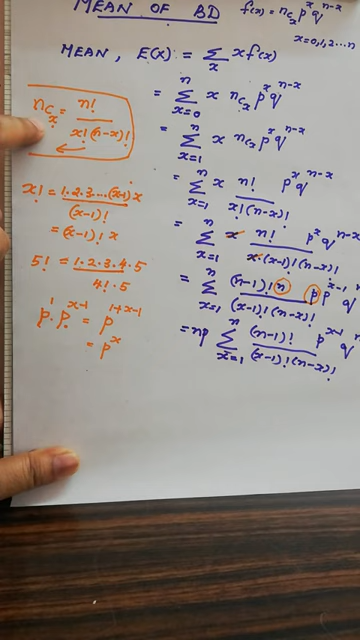 MEAN OF BD
f(x) = nCx p^x q^(n-x)
x=0,1,2...n
MEAN, E(X) = Σ_x x f(x)
= Σ_{x=0}^{n} x nCx p^x q^(n-x)
= Σ_{x=1}^{n} x nCx p^x q^(n-x)
= Σ_{x=1}^{n} x n!/(x!(n-x)!) p^x q^(n-x)
= Σ_{x=1}^{n} x n!/(x·(x-1)!(n-x)!) p^x q^(n-x)
= Σ_{x=1}^{n} (n-1)! n/((x-1)!(n-x)!) p p^(x-1) q^n
= np Σ_{x=1}^{n} (n-1)!/((x-1)!(n-x)!) p^(x-1) q^n
nCx = n!/(x!(n-x)!)
x! = 1.2.3...(x-1)x
(x-1)!
= (x-1)! x
5! = 1.2.3.4.5
4!.5
p^1.p^(x-1) = p^(1+x-1)
= p^x